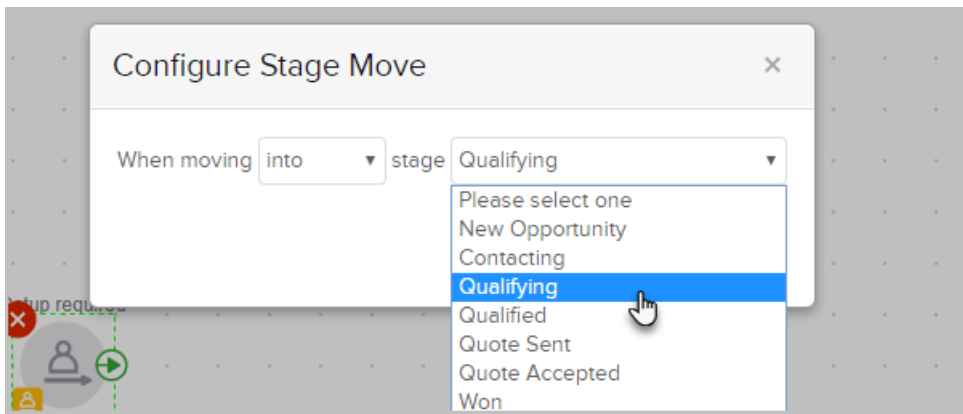 Configure Stage Move ×
When moving into stage Qualifying
Please select one
New Opportunity
Contacting
Qualifying
Qualified
Quote Sent
Quote Accepted
Won